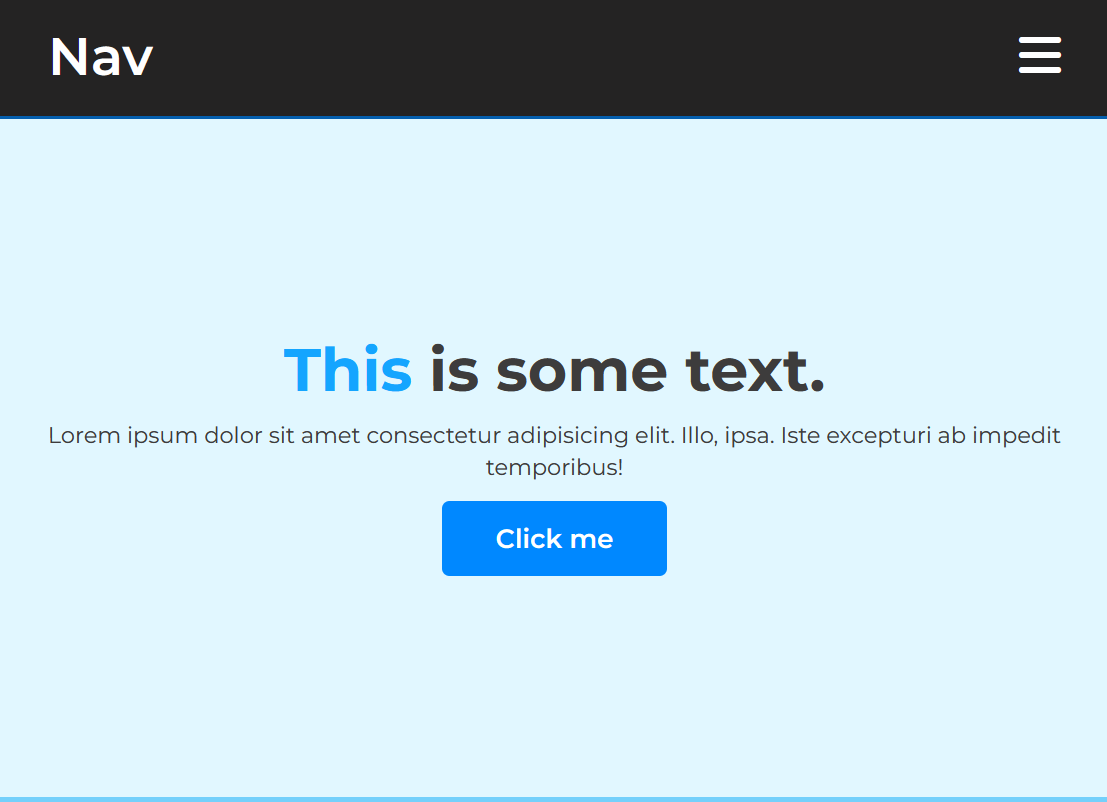 Nav
This is some text.
Lorem ipsum dolor sit amet consectetur adipisicing elit. Illo, ipsa. Iste excepturi ab impedit
temporibus!
Click me